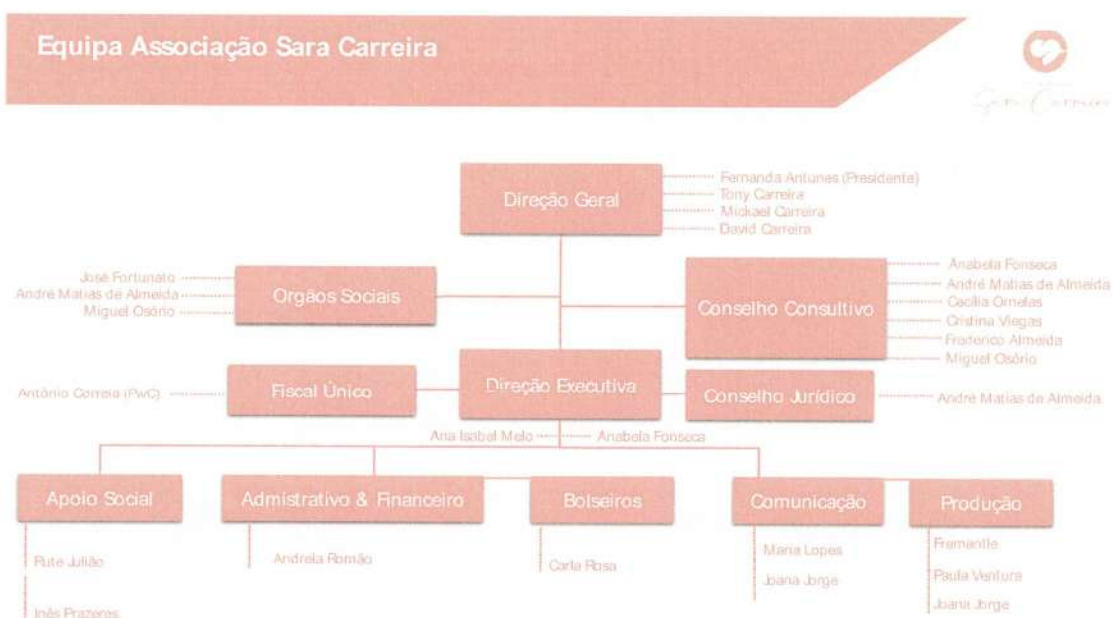 Equipa Associação Sara Carreira
Sara Carreira
Direção Geral
Fernanda Antunes (Presidente)
Tony Carreira
Mickael Carreira
David Carreira
José Fortunato
André Matias de Almeida
Miguel Osório
Orgãos Sociais
Conselho Consultivo
Anabela Fonseca
André Matias de Almeida
Cecília Ornelas
Cristina Viegas
Frederico Almeida
Miguel Osório
António Correia (PwC)
Fiscal Único
Direção Executiva
Conselho Jurídico
André Matias de Almeida
Ana Isabel Melo
Anabela Fonseca
Apoio Social
Admistrativo & Financeiro
Bolseiros
Comunicação
Produção
Rute Julião
Inês Prazeres
Andreia Romão
Carla Rosa
Maria Lopes
Joana Jorge
Fremantle
Paula Ventura
Joana Jorge